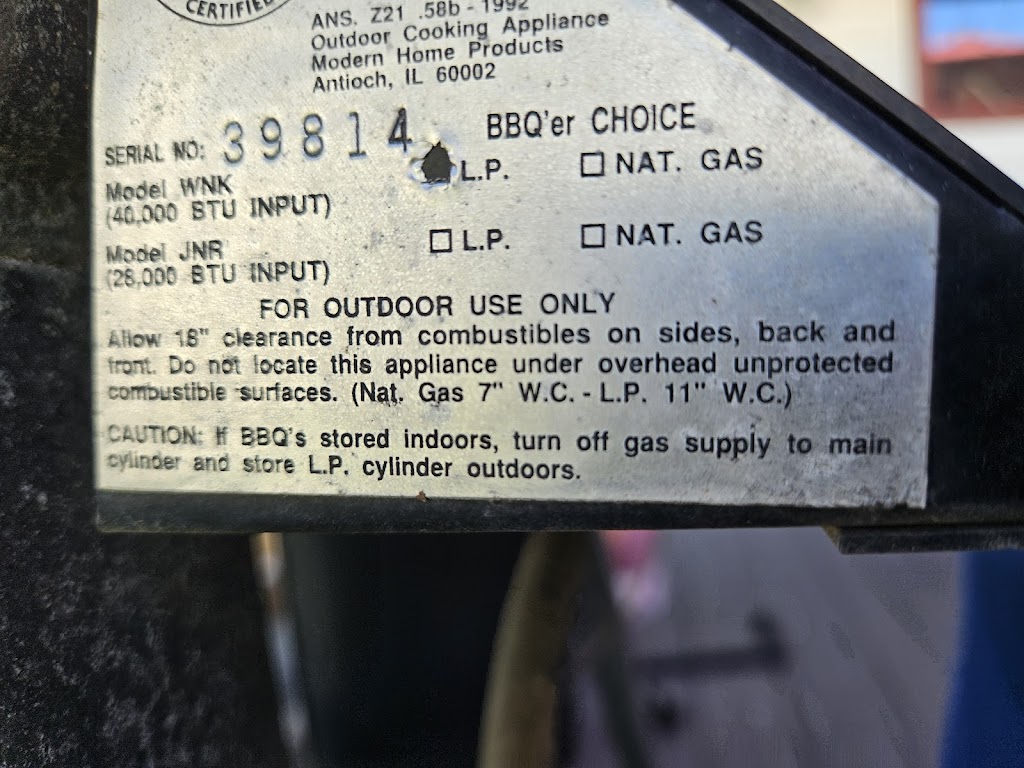 CERTIFIED
ANS. Z21 .58b - 1992
Outdoor Cooking Appliance
Modern Home Products
Antioch, IL 60002
BBQ'er CHOICE
SERIAL NO: 39814
L.P. ☐ NAT. GAS
Model WNK
(40,000 BTU INPUT)
☐ L.P. ☐ NAT. GAS
Model JNR
(28,000 BTU INPUT)
FOR OUTDOOR USE ONLY
Allow 18" clearance from combustibles on sides, back and
front. Do not locate this appliance under overhead unprotected
combustible surfaces. (Nat. Gas 7" W.C. - L.P. 11" W.C.)
CAUTION: If BBQ's stored indoors, turn off gas supply to main
cylinder and store L.P. cylinder outdoors.